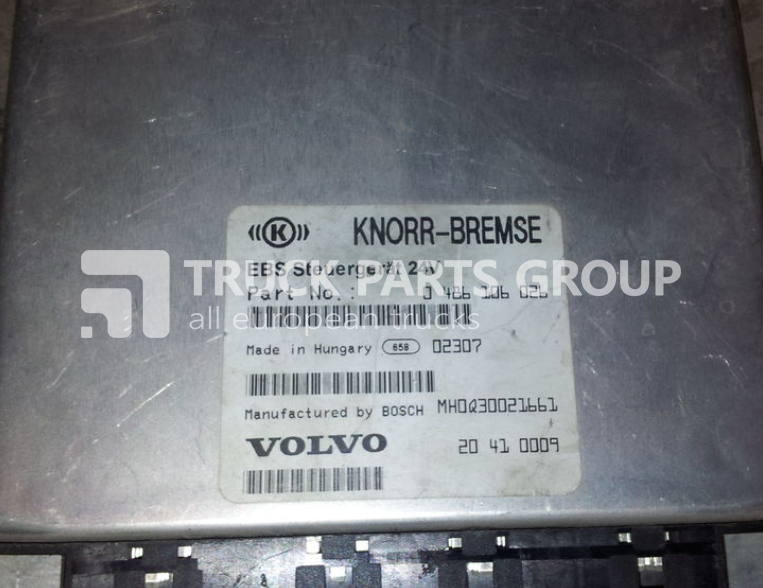 K KNORR-BREMSE
EBS Steuergerät 24V
Part No.: 0 486 106 026
Made in Hungary 658 02307
Manufactured by BOSCH MH0Q30021661
VOLVO 20 41 0009
TRUCK PARTS GROUP
all european trucks